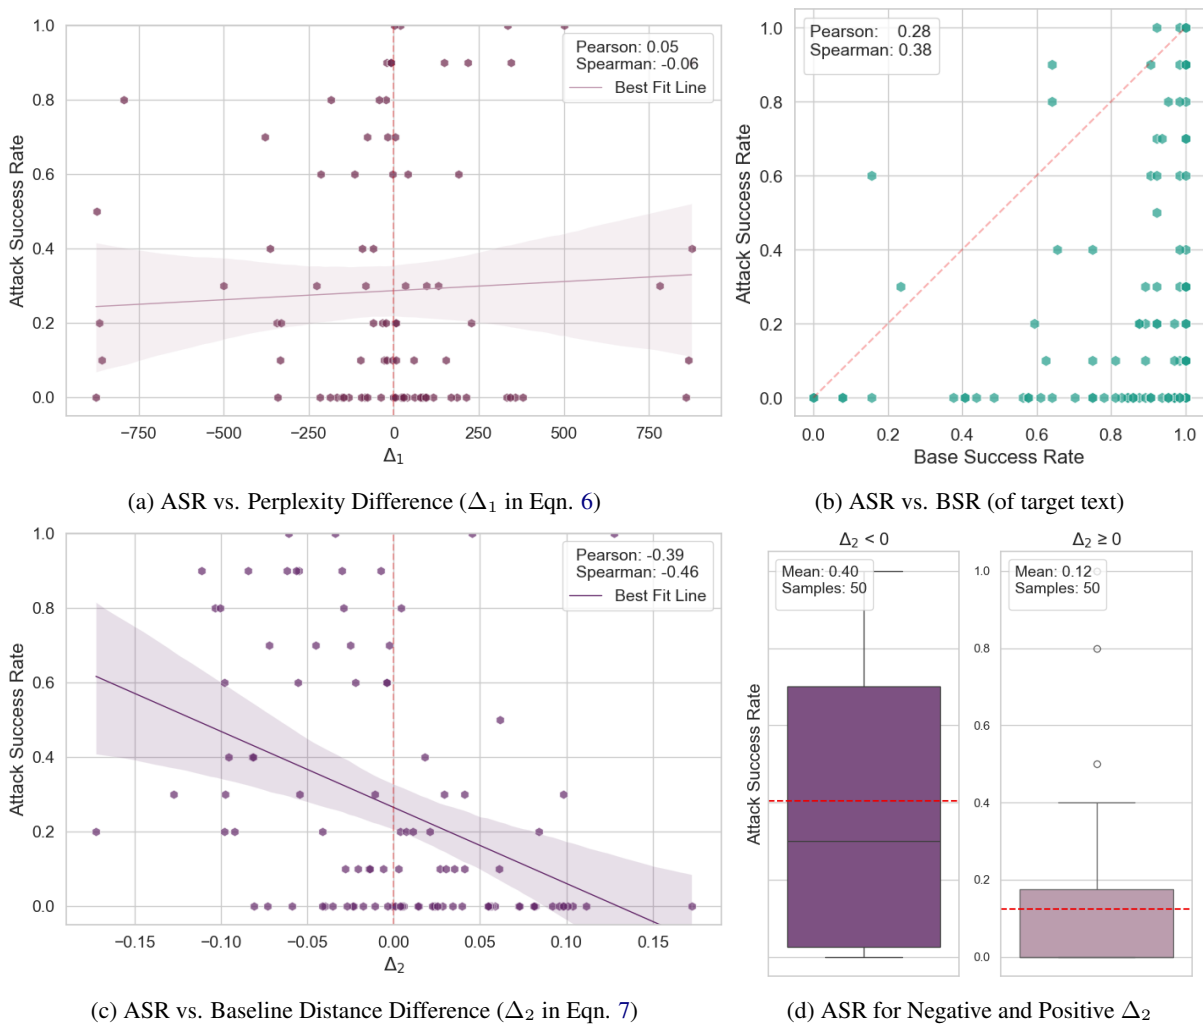 1.0
0.8
0.6
0.4
0.2
0.0
Attack Success Rate
Pearson: 0.05
Spearman: -0.06
Best Fit Line
−750 −500 −250 0 250 500 750
Δ₁
(a) ASR vs. Perplexity Difference (Δ₁ in Eqn. 6)
1.0
0.8
0.6
0.4
0.2
0.0
Attack Success Rate
Pearson: 0.28
Spearman: 0.38
0.0 0.2 0.4 0.6 0.8 1.0
Base Success Rate
(b) ASR vs. BSR (of target text)
1.0
0.8
0.6
0.4
0.2
0.0
Attack Success Rate
Pearson: -0.39
Spearman: -0.46
Best Fit Line
−0.15 −0.10 −0.05 0.00 0.05 0.10 0.15
Δ₂
(c) ASR vs. Baseline Distance Difference (Δ₂ in Eqn. 7)
Δ₂ < 0
Mean: 0.40
Samples: 50
Attack Success Rate
Δ₂ ≥ 0
Mean: 0.12
Samples: 50
1.0
0.8
0.6
0.4
0.2
0.0
(d) ASR for Negative and Positive Δ₂